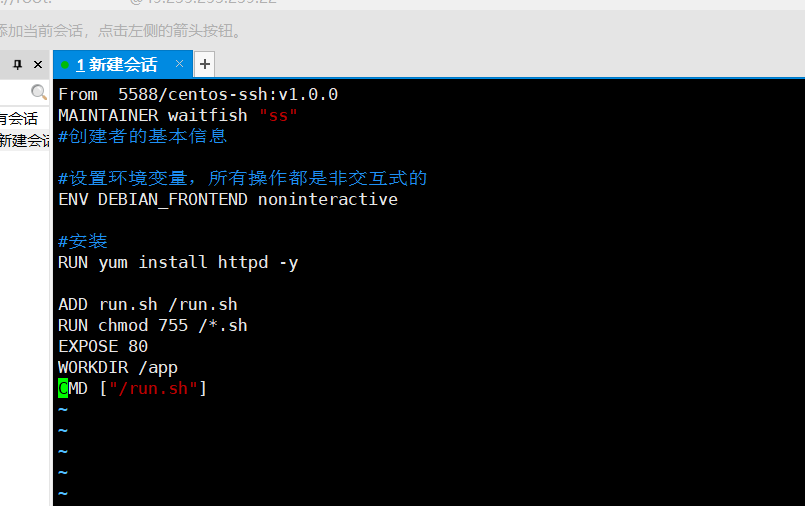 添加当前会话，点击左侧的箭头按钮。
1 新建会话 × +
有会话
新建会话
From  5588/centos-ssh:v1.0.0
MAINTAINER waitfish "ss"
#创建者的基本信息
#设置环境变量，所有操作都是非交互式的
ENV DEBIAN_FRONTEND noninteractive
#安装
RUN yum install httpd -y
ADD run.sh /run.sh
RUN chmod 755 /*.sh
EXPOSE 80
WORKDIR /app
CMD ["/run.sh"]
~
~
~
~
~